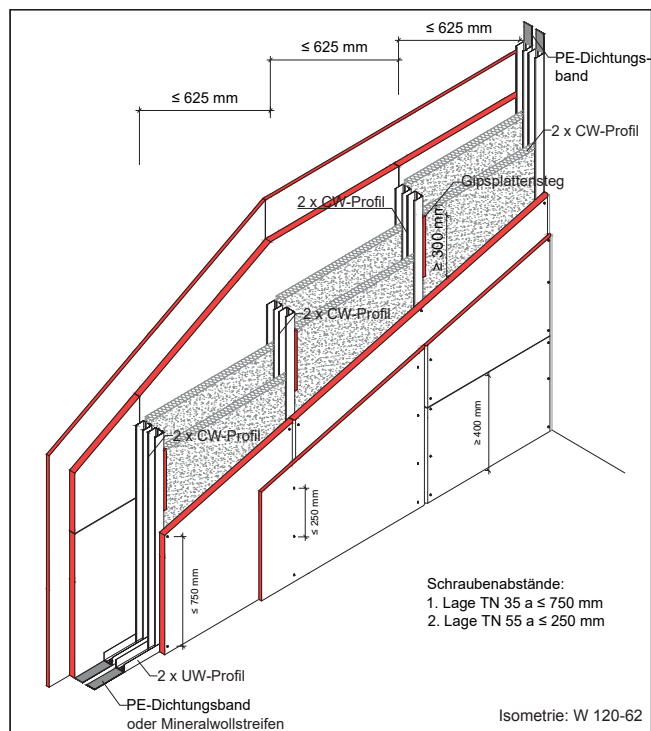 ≤ 625 mm
≤ 625 mm
≤ 625 mm
PE-Dichtungs-
band
2 x CW-Profil
Gipsplattensteg
2 x CW-Profil
≥ 300 mm
2 x CW-Profil
2 x CW-Profil
≥ 400 mm
≤ 250 mm
≤ 750 mm
Schraubenabstände:
1. Lage TN 35 a ≤ 750 mm
2. Lage TN 55 a ≤ 250 mm
2 x UW-Profil
PE-Dichtungsband
oder Mineralwollstreifen
Isometrie: W 120-62